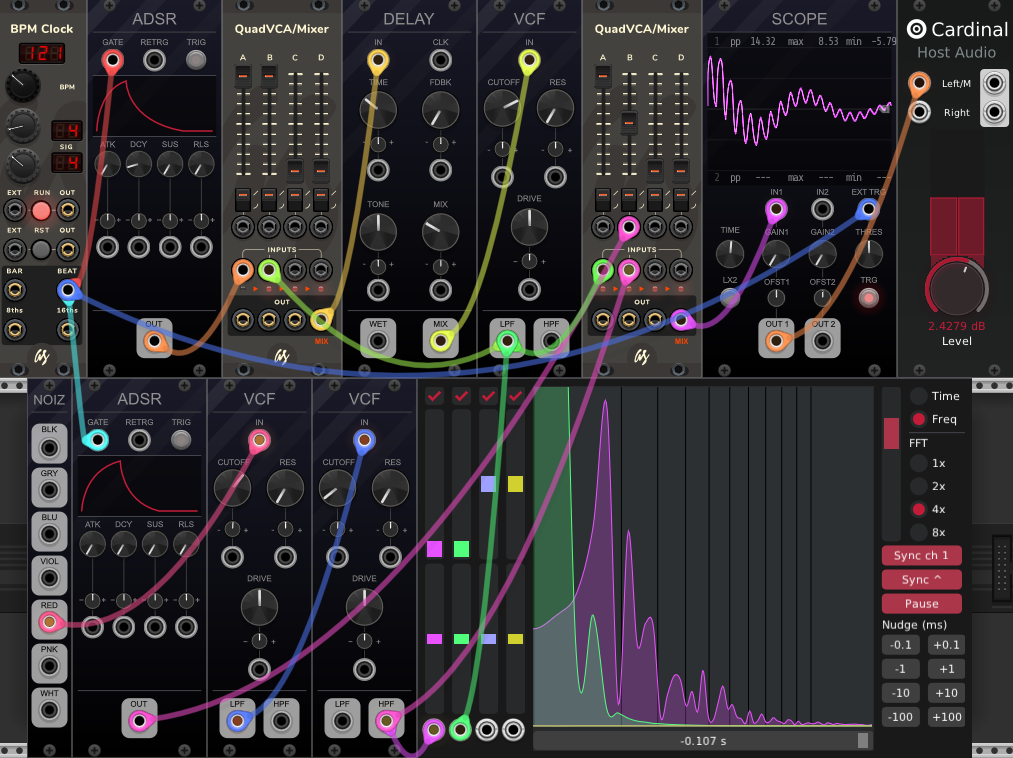 BPM Clock
121
BPM
4
SIG
4
EXT RUN OUT
EXT RST OUT
BAR BEAT
8ths 16ths
ADSR
GATE RETRG TRIG
ATK DCY SUS RLS
OUT
QuadVCA/Mixer
A B C D
INPUTS
OUT
MIX
DELAY
IN CLK
TIME FDBK
TONE MIX
WET MIX
VCF
IN
CUTOFF RES
DRIVE
LPF HPF
QuadVCA/Mixer
A B C D
INPUTS
OUT
MIX
SCOPE
1 pp 14.32 max 8.53 min -5.79
2 pp --- max --- min ---
IN1 IN2 EXT TRG
TIME GAIN1 GAIN2 THRES
LX2 OFST1 OFST2 TRG
OUT 1 OUT 2
Cardinal
Host Audio
Left/M
Right
2.4279 dB
Level
NOIZ
BLK
GRY
BLU
VIOL
RED
PNK
WHT
ADSR
GATE RETRG TRIG
ATK DCY SUS RLS
OUT
VCF
IN
CUTOFF RES
DRIVE
LPF HPF
VCF
IN
CUTOFF RES
DRIVE
LPF HPF
-0.107 s
Time
Freq
FFT
1x
2x
4x
8x
Sync ch 1
Sync ^
Pause
Nudge (ms)
-0.1 +0.1
-1 +1
-10 +10
-100 +100